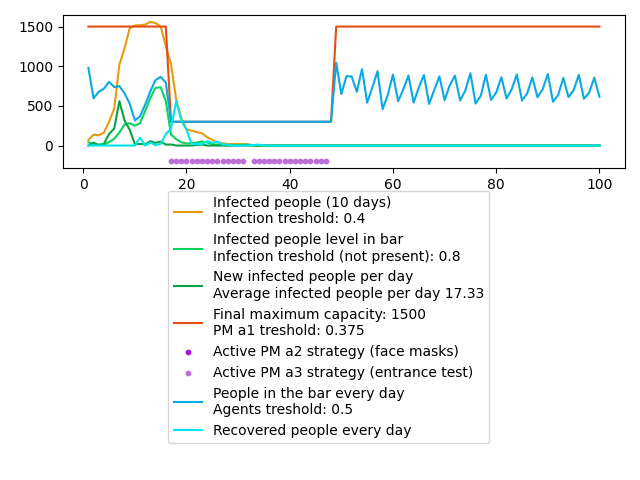 1500
1000
500
0
0
20
40
60
80
100
Infected people (10 days)
Infection treshold: 0.4
Infected people level in bar
Infection treshold (not present): 0.8
New infected people per day
Average infected people per day 17.33
Final maximum capacity: 1500
PM a1 treshold: 0.375
Active PM a2 strategy (face masks)
Active PM a3 strategy (entrance test)
People in the bar every day
Agents treshold: 0.5
Recovered people every day